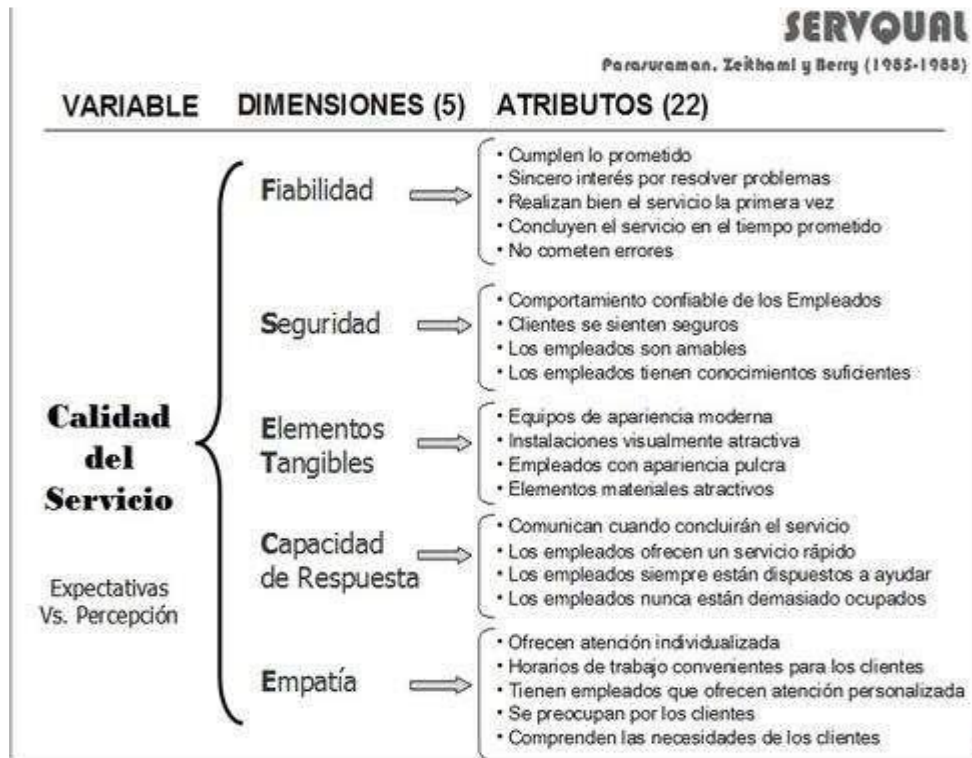 SERVQUAL
Parasuraman, Zeithaml y Berry (1985-1988)
VARIABLE DIMENSIONES (5) ATRIBUTOS (22)
Calidad
del
Servicio
Expectativas
Vs. Percepción
Fiabilidad
• Cumplen lo prometido
• Sincero interés por resolver problemas
• Realizan bien el servicio la primera vez
• Concluyen el servicio en el tiempo prometido
• No cometen errores
Seguridad
• Comportamiento confiable de los Empleados
• Clientes se sienten seguros
• Los empleados son amables
• Los empleados tienen conocimientos suficientes
Elementos
Tangibles
• Equipos de apariencia moderna
• Instalaciones visualmente atractiva
• Empleados con apariencia pulcra
• Elementos materiales atractivos
Capacidad
de Respuesta
• Comunican cuando concluirán el servicio
• Los empleados ofrecen un servicio rápido
• Los empleados siempre están dispuestos a ayudar
• Los empleados nunca están demasiado ocupados
Empatía
• Ofrecen atención individualizada
• Horarios de trabajo convenientes para los clientes
• Tienen empleados que ofrecen atención personalizada
• Se preocupan por los clientes
• Comprenden las necesidades de los clientes